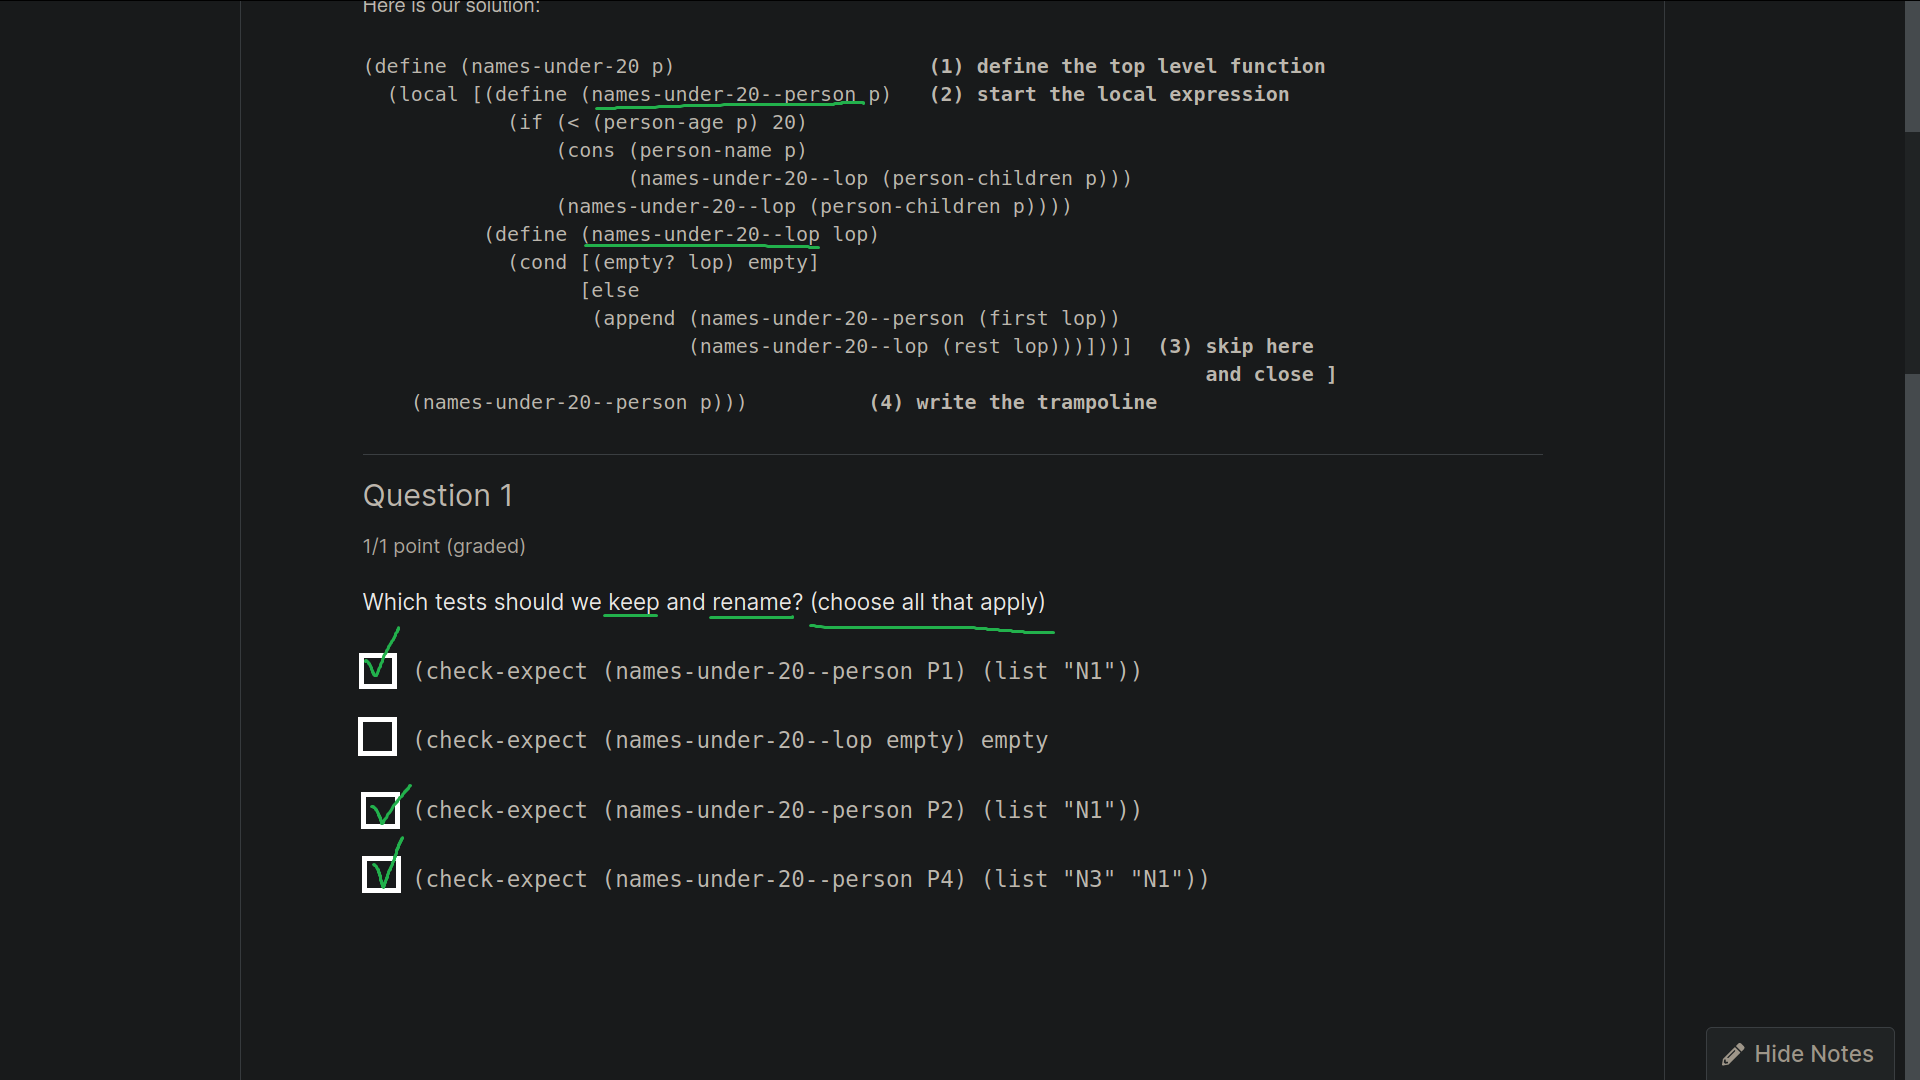 Here is our solution:
(define (names-under-20 p) (1) define the top level function
(local [(define (names-under-20--person p) (2) start the local expression
(if (< (person-age p) 20)
(cons (person-name p)
(names-under-20--lop (person-children p)))
(names-under-20--lop (person-children p))))
(define (names-under-20--lop lop)
(cond [(empty? lop) empty]
[else
(append (names-under-20--person (first lop))
(names-under-20--lop (rest lop)))]))] (3) skip here
and close ]
(names-under-20--person p))) (4) write the trampoline
Question 1
1/1 point (graded)
Which tests should we keep and rename? (choose all that apply)
(check-expect (names-under-20--person P1) (list "N1"))
(check-expect (names-under-20--lop empty) empty
(check-expect (names-under-20--person P2) (list "N1"))
(check-expect (names-under-20--person P4) (list "N3" "N1"))
Hide Notes